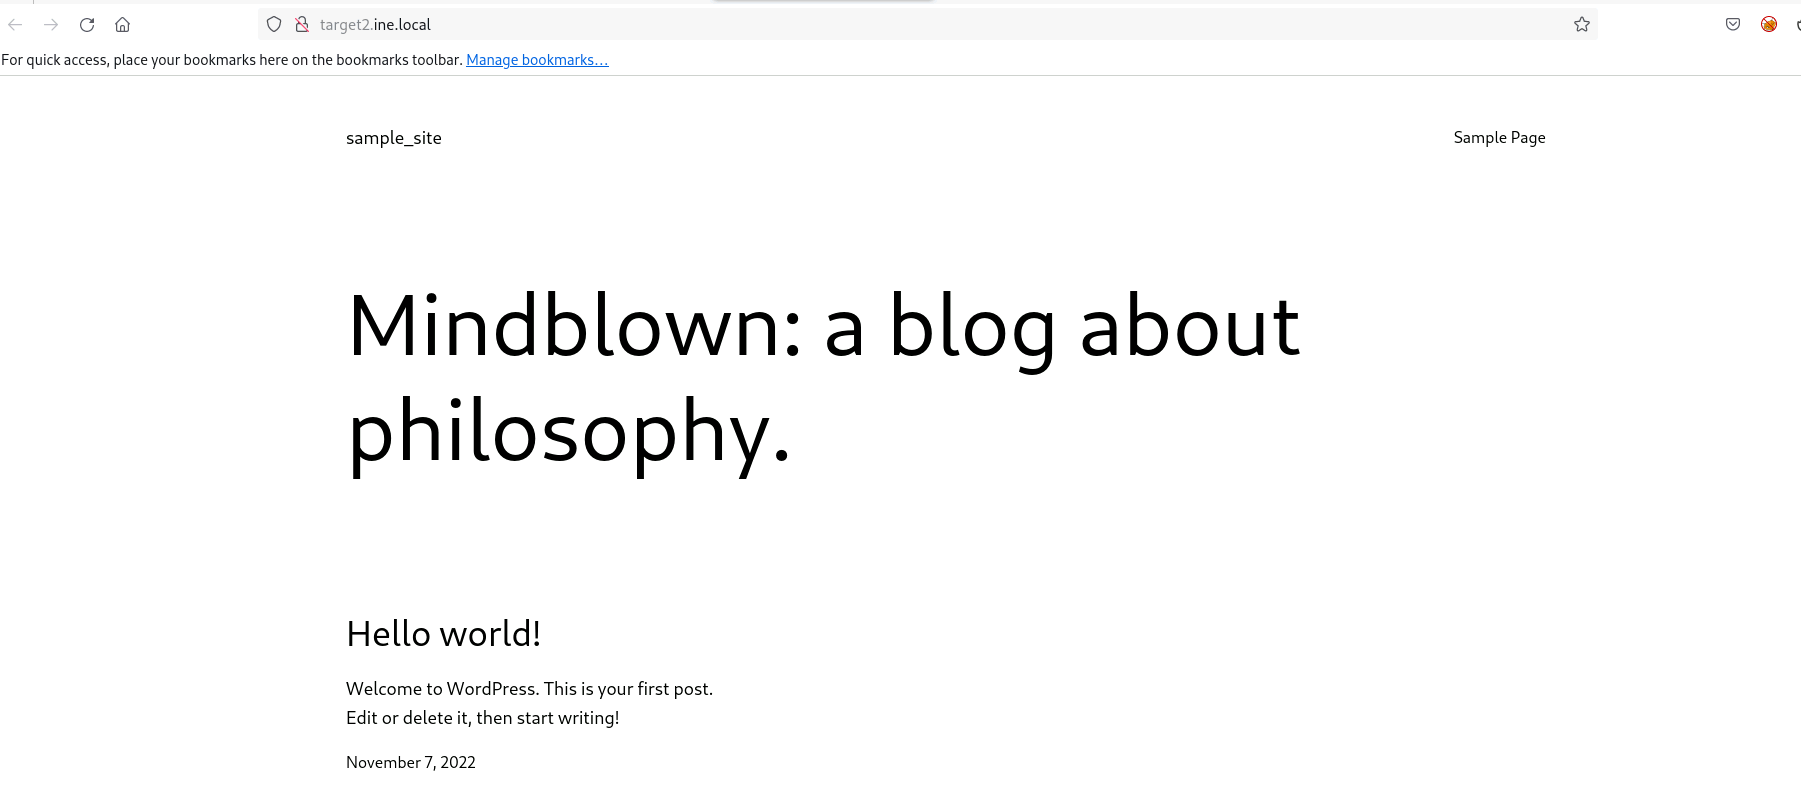 target2.ine.local
For quick access, place your bookmarks here on the bookmarks toolbar. Manage bookmarks...
sample_site
Sample Page
Mindblown: a blog about
philosophy.
Hello world!
Welcome to WordPress. This is your first post.
Edit or delete it, then start writing!
November 7, 2022